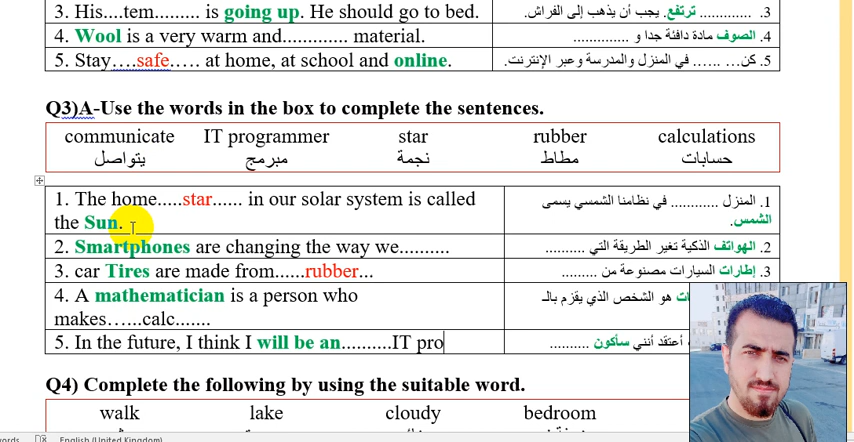 3. His....tem......... is going up. He should go to bed.
3. ............ ترتفع. يجب أن يذهب إلى الفراش.
4. Wool is a very warm and............. material.
4. الصوف مادة دافئة جدا و .............
5. Stay….safe….. at home, at school and online.
5. كن… …… في المنزل والمدرسة وعبر الإنترنت.
Q3)A-Use the words in the box to complete the sentences.
communicate IT programmer star rubber calculations
يتواصل مبرمج نجمة مطاط حسابات
1. The home.....star...... in our solar system is called
the Sun.
1. المنزل ............ في نظامنا الشمسي يسمى
الشمس.
2. Smartphones are changing the way we..........
2. الهواتف الذكية تغير الطريقة التي ..........
3. car Tires are made from......rubber...
3. إطارات السيارات مصنوعة من .........
4. A mathematician is a person who
makes…...calc.......
هو الشخص الذي يقزم بالـ
5. In the future, I think I will be an..........IT pro
أعتقد أنني سأكون ..........
Q4) Complete the following by using the suitable word.
walk lake cloudy bedroom
English (United Kingdom)